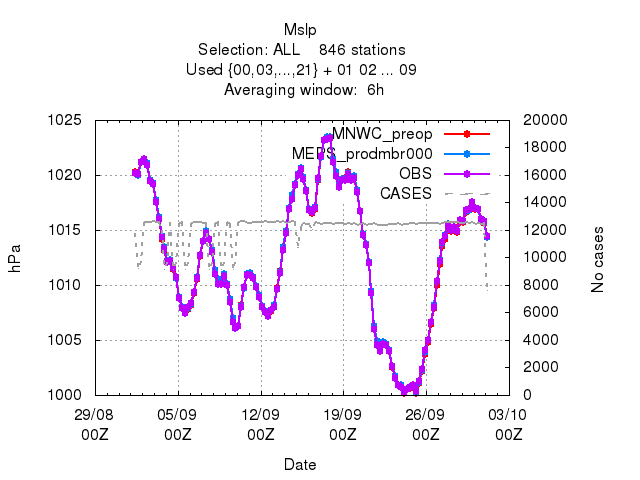 Mslp
Selection: ALL    846 stations
Used {00,03,...,21} + 01 02 ... 09
Averaging window:  6h
1025
1020
1015
1010
1005
1000
hPa
20000
18000
16000
14000
12000
10000
8000
6000
4000
2000
0
No cases
MNWC_preop
MEPS_prodmbr000
OBS
CASES
29/08 05/09 12/09 19/09 26/09 03/10
00Z 00Z 00Z 00Z 00Z 00Z
Date